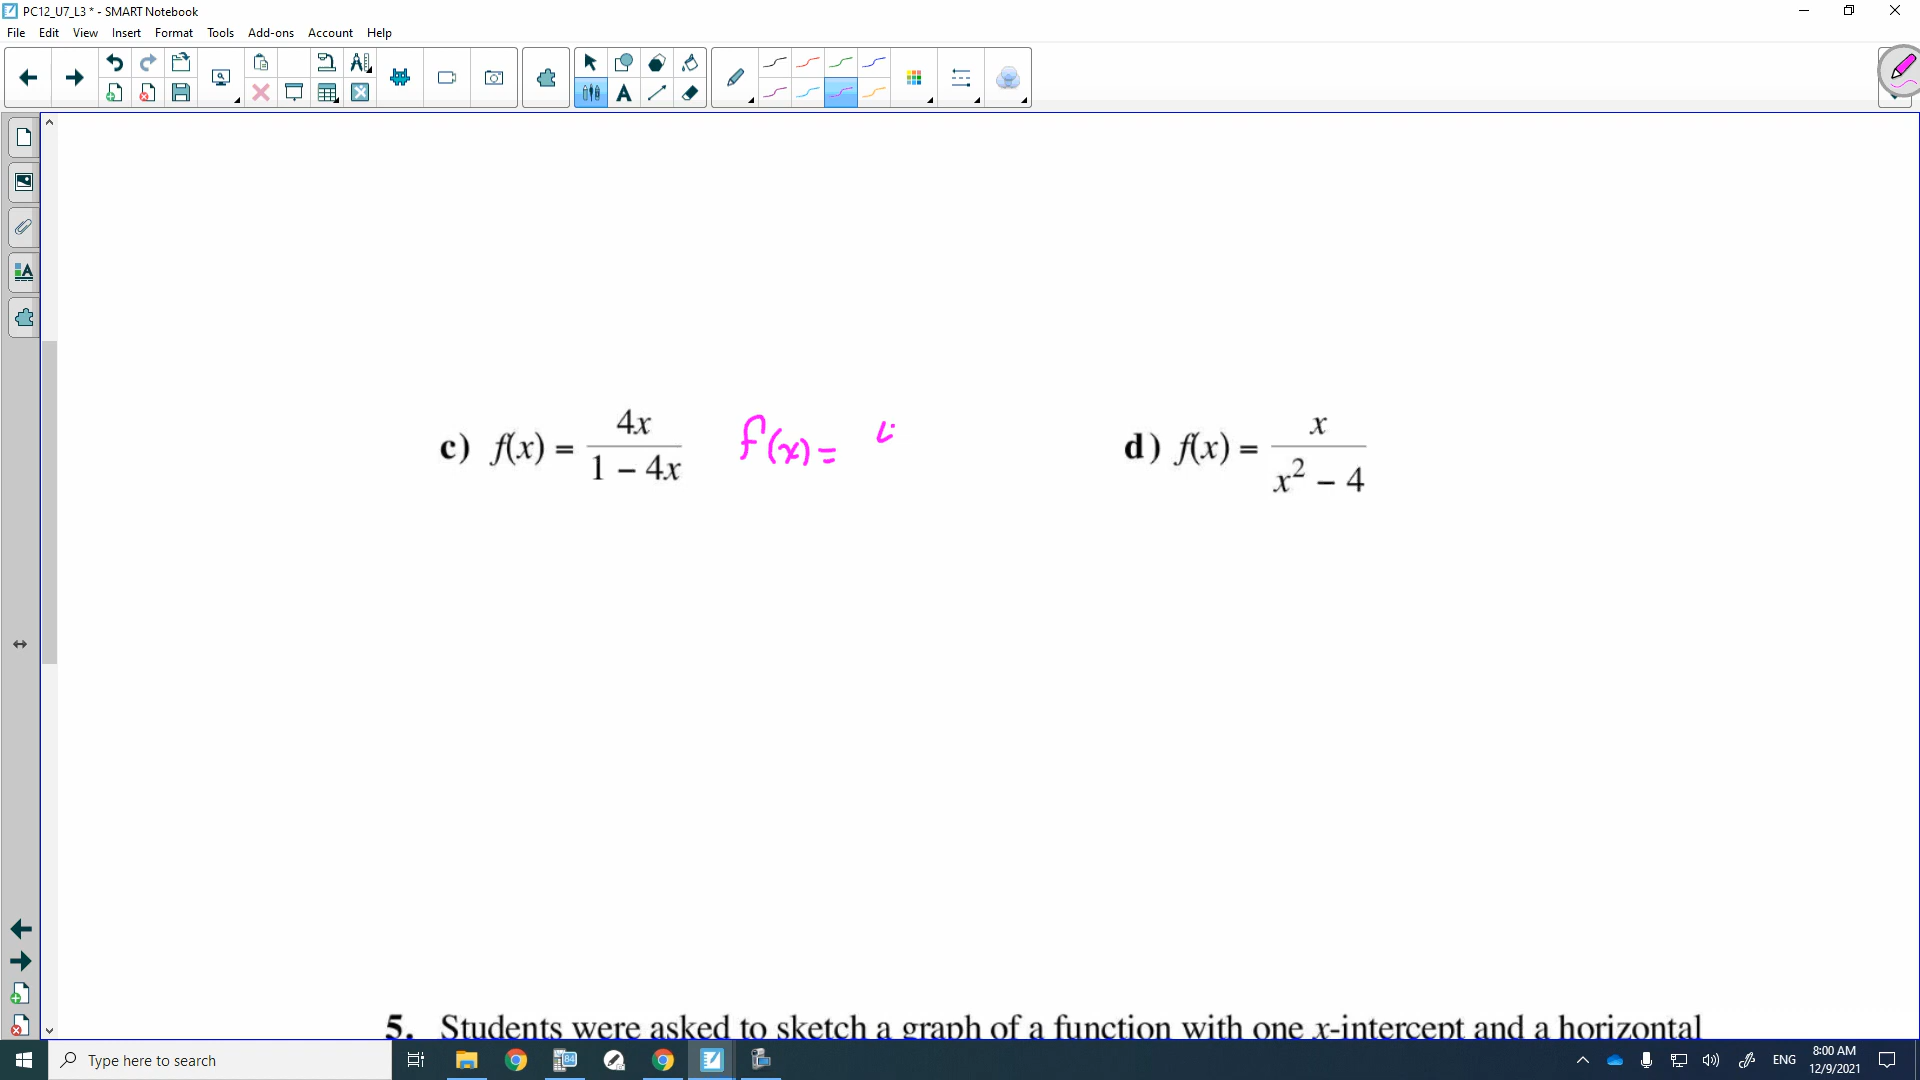 PC12_U7_L3 * - SMART Notebook
File Edit View Insert Format Tools Add-ons Account Help
c) f(x) = 4x / (1 − 4x) f(x) = d) f(x) = x / (x² − 4)
5. Students were asked to sketch a graph of a function with one x-intercept and a horizontal
Type here to search
84
ENG
8:00 AM
12/9/2021